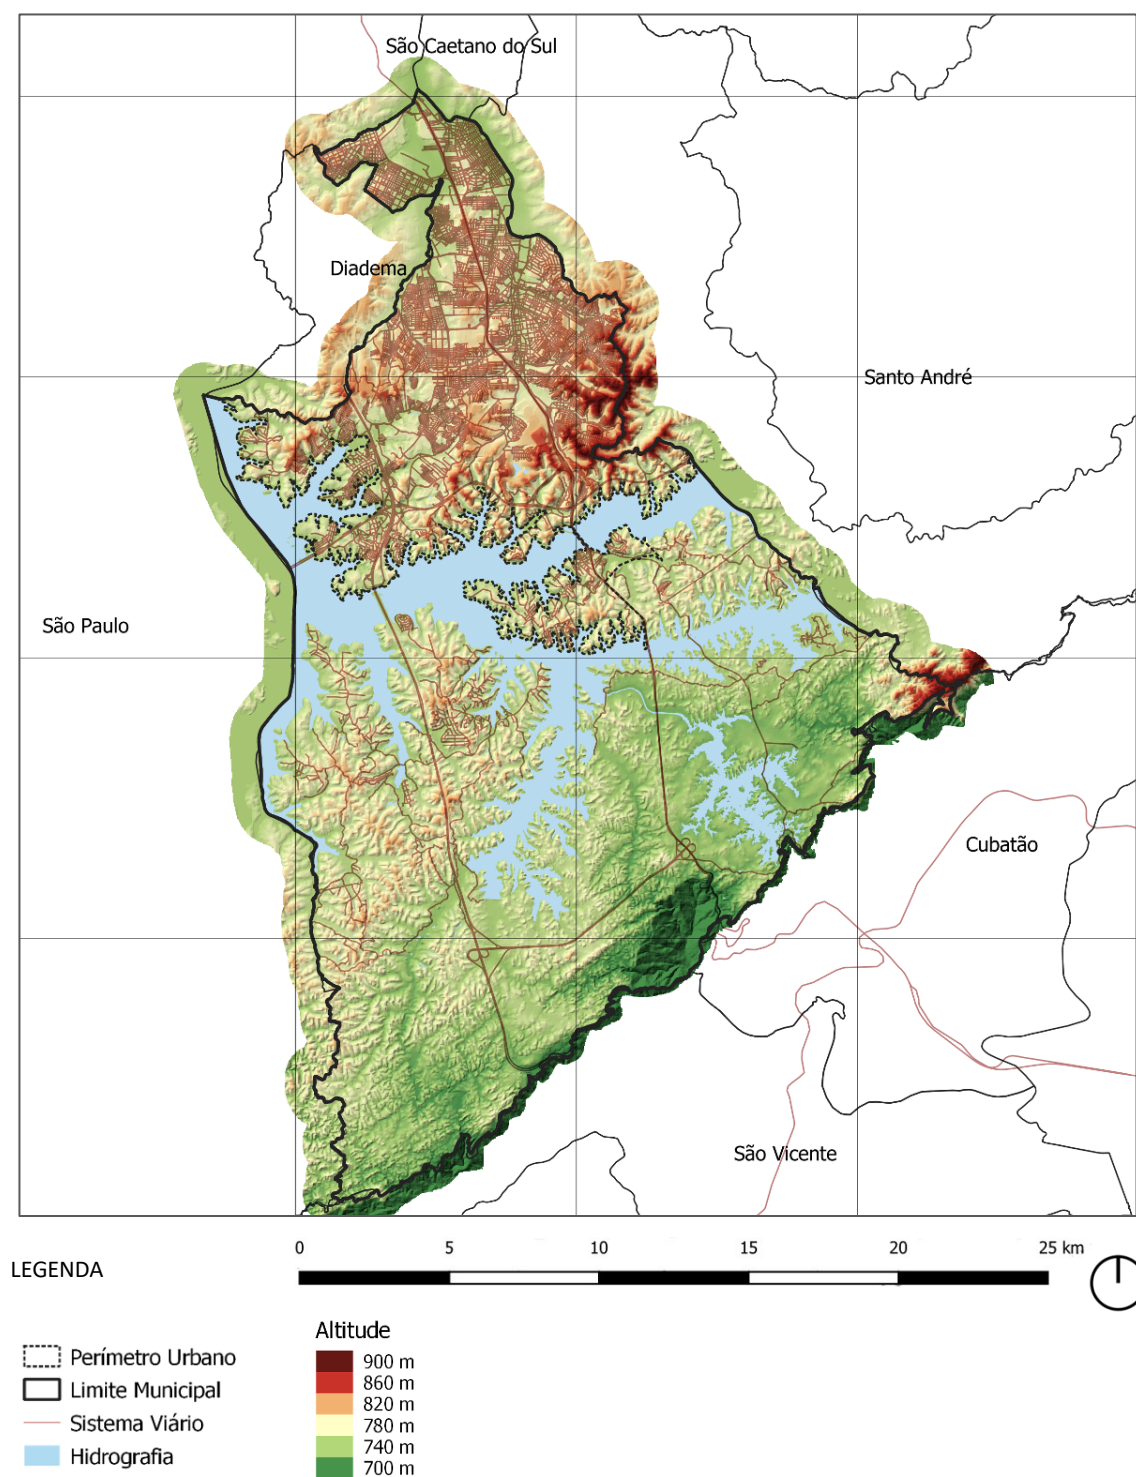 São Caetano do Sul
Diadema
Santo André
São Paulo
Cubatão
São Vicente
0 5 10 15 20 25 km
LEGENDA
Altitude
Perímetro Urbano
Limite Municipal
Sistema Viário
Hidrografia
900 m
860 m
820 m
780 m
740 m
700 m